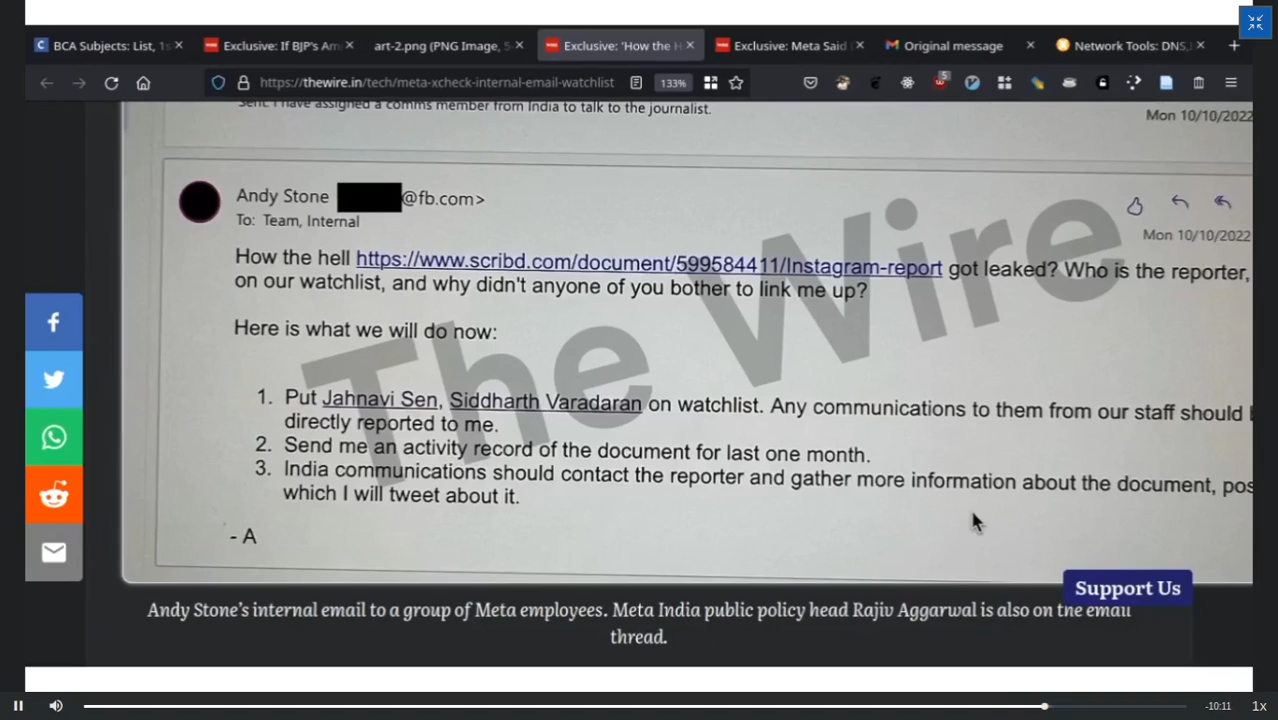 BCA Subjects: List, 1s
Exclusive: If BJP's Am
art-2.png (PNG Image, 5
Exclusive: 'How the H
Exclusive: Meta Said
Original message
Network Tools: DNS,
https://thewire.in/tech/meta-xcheck-internal-email-watchlist
133%
5
Sent. I have assigned a comms member from India to talk to the journalist.
Mon 10/10/2022
Andy Stone @fb.com>
To: Team, Internal
Mon 10/10/2022
The Wire
How the hell https://www.scribd.com/document/599584411/Instagram-report got leaked? Who is the reporter,
on our watchlist, and why didn't anyone of you bother to link me up?
Here is what we will do now:
1. Put Jahnavi Sen, Siddharth Varadaran on watchlist. Any communications to them from our staff should
directly reported to me.
2. Send me an activity record of the document for last one month.
3. India communications should contact the reporter and gather more information about the document, pos
which I will tweet about it.
- A
Support Us
Andy Stone's internal email to a group of Meta employees. Meta India public policy head Rajiv Aggarwal is also on the email
thread.
-10:11
1x